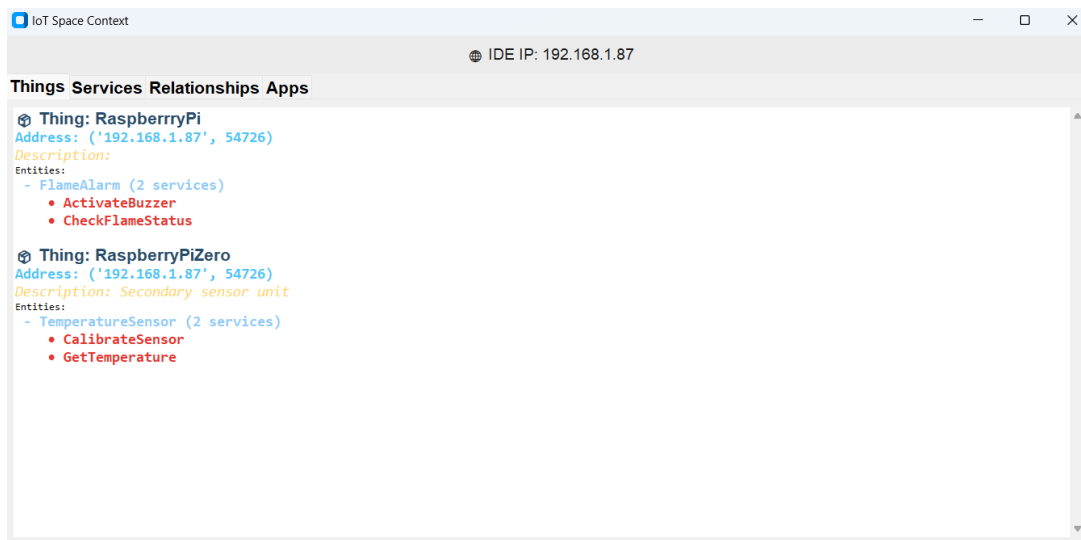 IoT Space Context
IDE IP: 192.168.1.87
Things Services Relationships Apps
Thing: RaspberrryPi
Address: ('192.168.1.87', 54726)
Description:
Entities:
- FlameAlarm (2 services)
• ActivateBuzzer
• CheckFlameStatus
Thing: RaspberryPiZero
Address: ('192.168.1.87', 54726)
Description: Secondary sensor unit
Entities:
- TemperatureSensor (2 services)
• CalibrateSensor
• GetTemperature